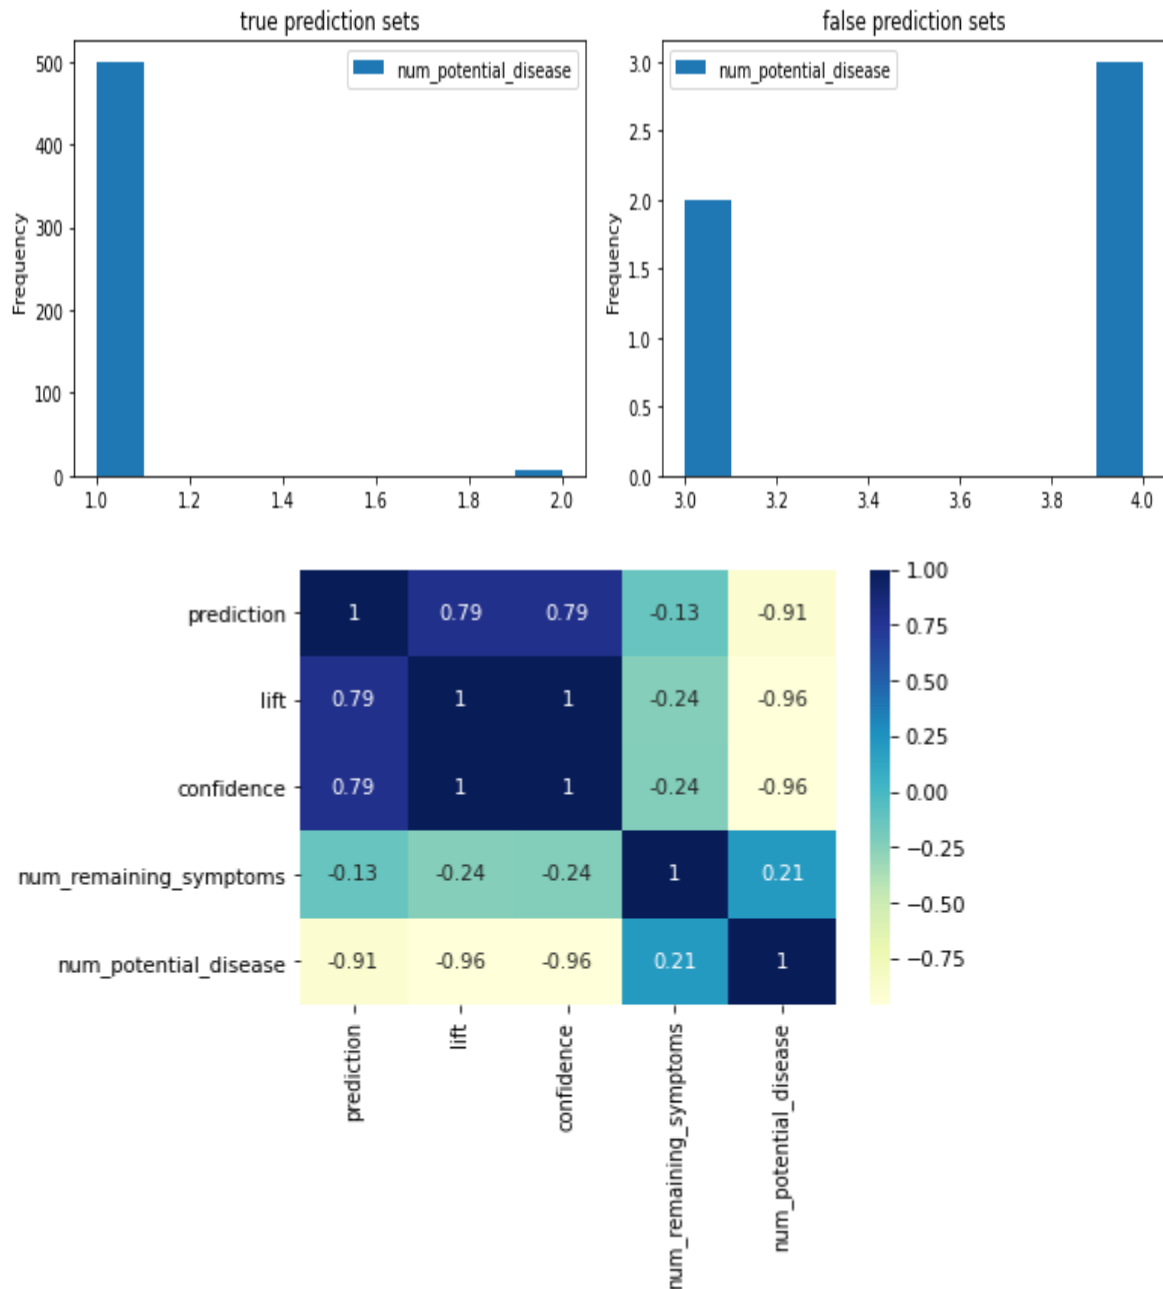 true prediction sets
num_potential_disease
Frequency
500
400
300
200
100
0
1.0 1.2 1.4 1.6 1.8 2.0
false prediction sets
num_potential_disease
Frequency
3.0
2.5
2.0
1.5
1.0
0.5
0.0
3.0 3.2 3.4 3.6 3.8 4.0
prediction 1 0.79 0.79 -0.13 -0.91
lift 0.79 1 1 -0.24 -0.96
confidence 0.79 1 1 -0.24 -0.96
num_remaining_symptoms -0.13 -0.24 -0.24 1 0.21
num_potential_disease -0.91 -0.96 -0.96 0.21 1
prediction
lift
confidence
num_remaining_symptoms
num_potential_disease
1.00
0.75
0.50
0.25
0.00
−0.25
−0.50
−0.75